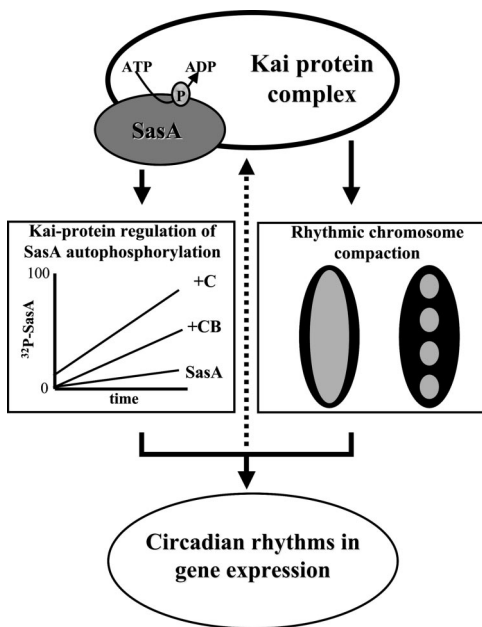 ATP
ADP
P
SasA
Kai protein
complex
Kai-protein regulation of
SasA autophosphorylation
100
+C
+CB
SasA
³²P-SasA
0
time
Rhythmic chromosome
compaction
Circadian rhythms in
gene expression